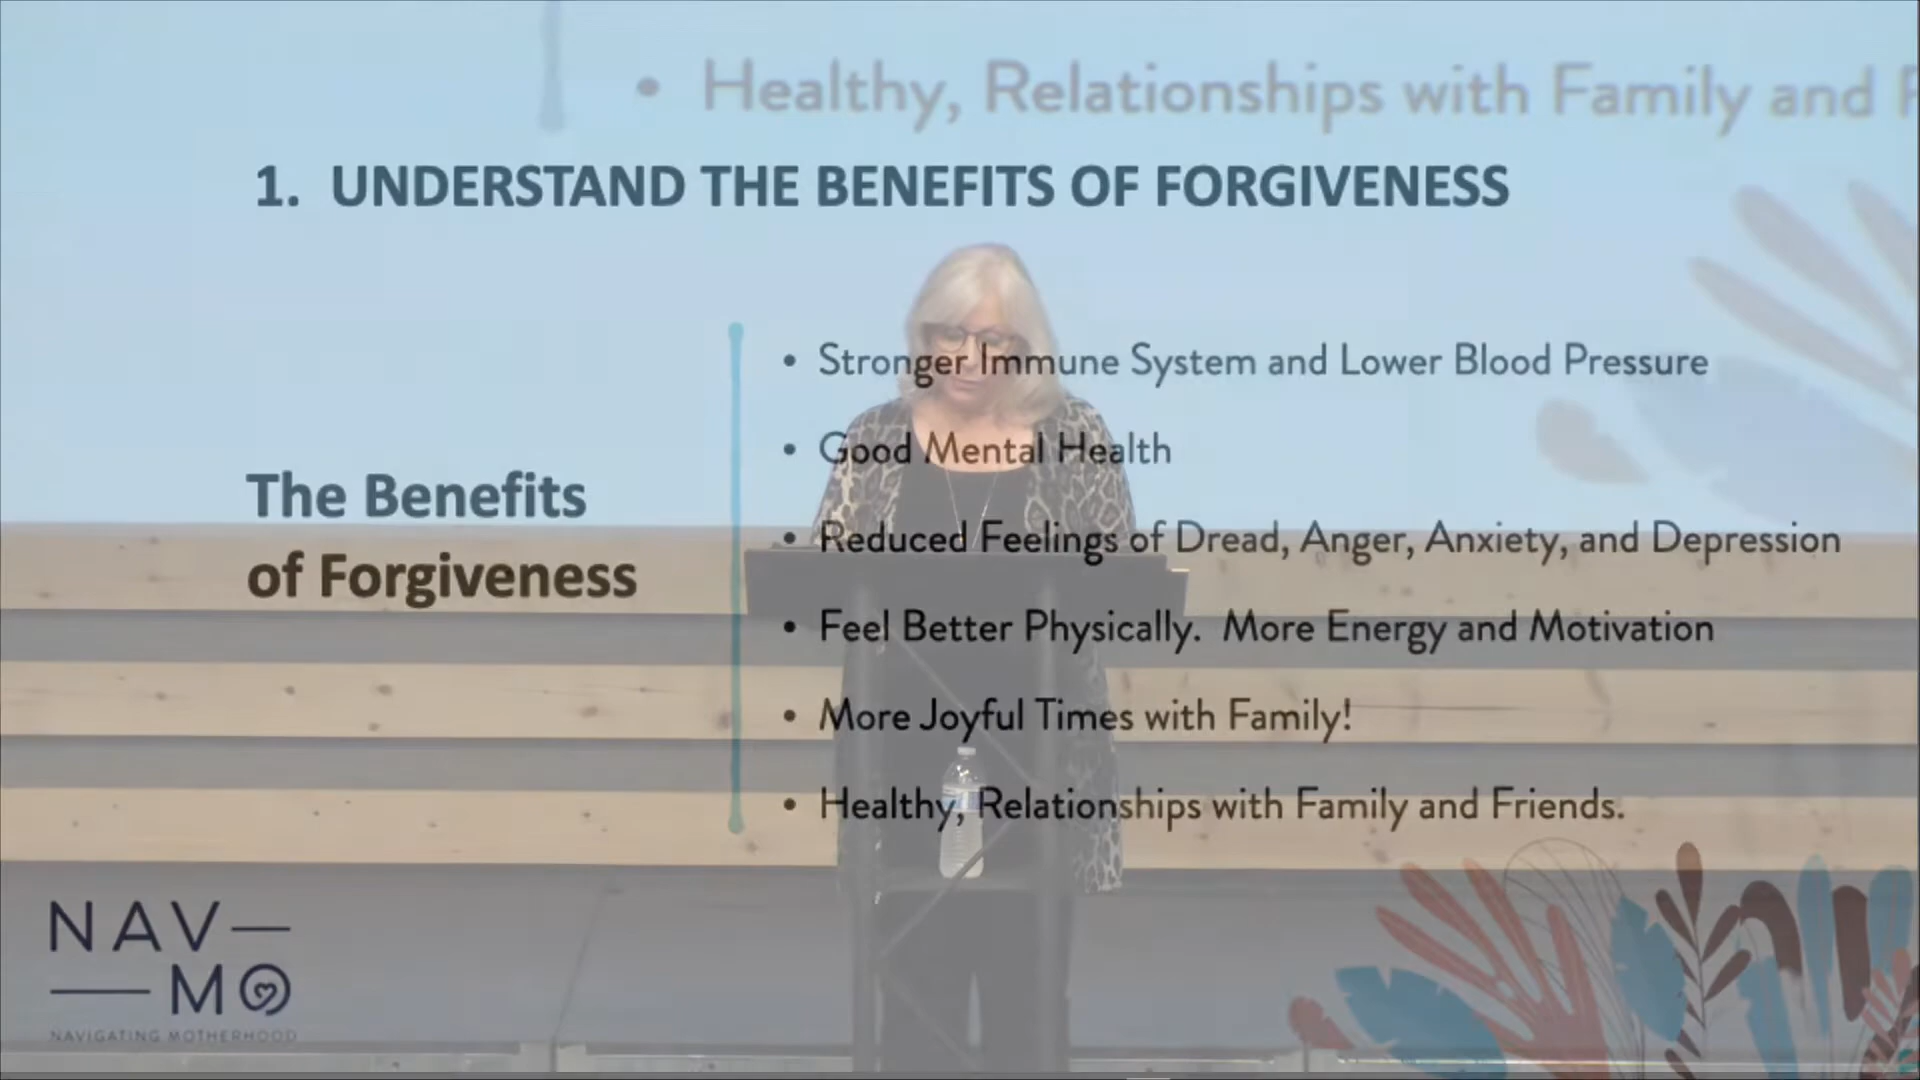 • Healthy, Relationships with Family and
1. UNDERSTAND THE BENEFITS OF FORGIVENESS
The Benefits
of Forgiveness
• Stronger Immune System and Lower Blood Pressure
• Good Mental Health
• Reduced Feelings of Dread, Anger, Anxiety, and Depression
• Feel Better Physically. More Energy and Motivation
• More Joyful Times with Family!
• Healthy, Relationships with Family and Friends.
NAV—
—MO
NAVIGATING MOTHERHOOD